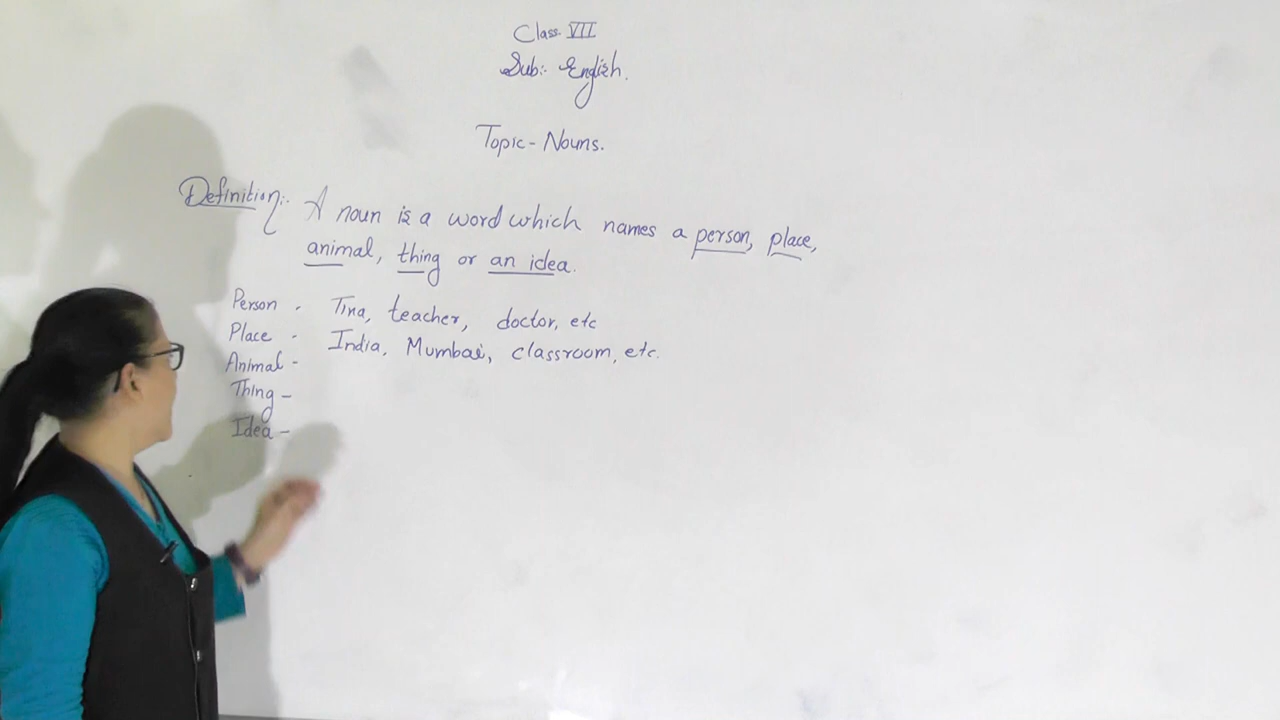 Class. VII
Sub:- English.
Topic - Nouns.
Definition:- A noun is a word which names a person, place,
animal, thing or an idea.
Person - Tina, teacher, doctor, etc
Place - India, Mumbai, classroom, etc.
Animal -
Thing -
Idea -